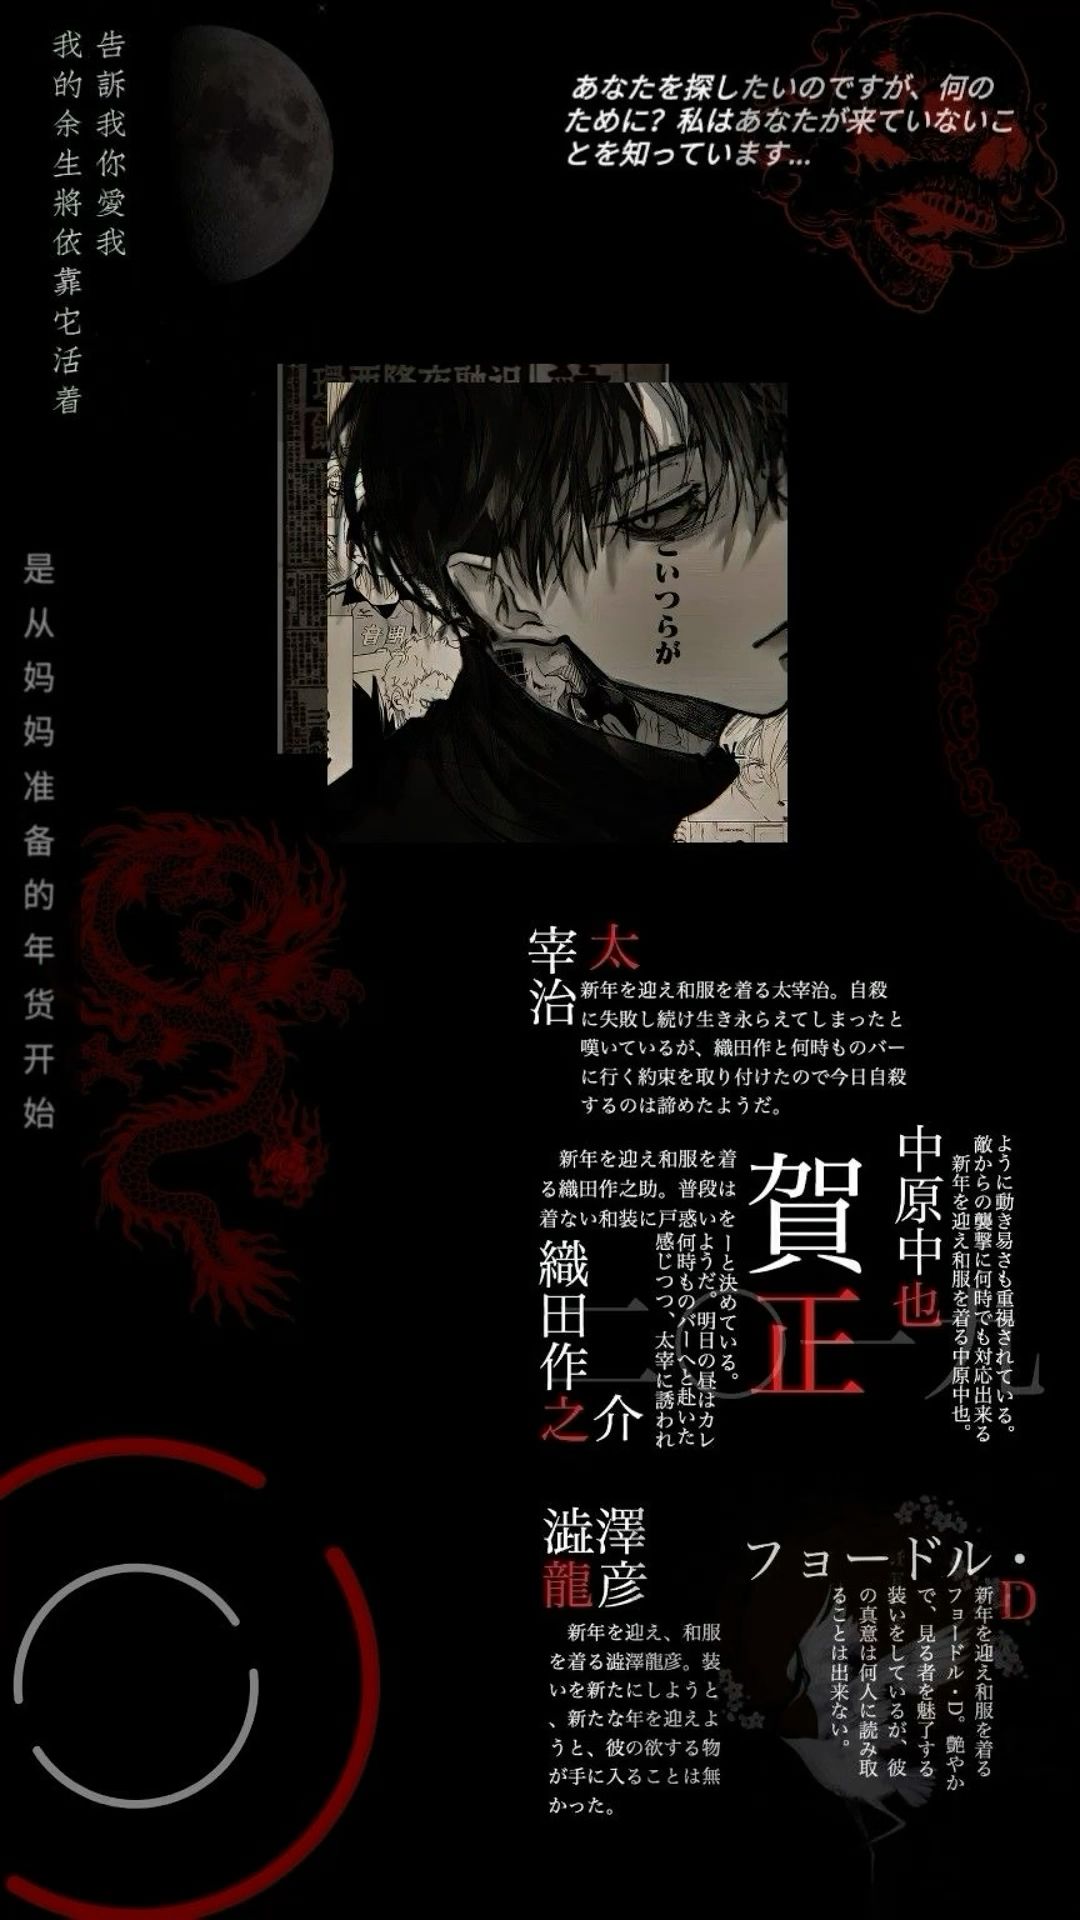 告訴我你愛我
我的余生將依靠它活着
あなたを探したいのですが、何の
ために？私はあなたが来ていないこ
とを知っています...
こいつらが
是从妈妈准备的年货开始
太
宰治
新年を迎え和服を着る太宰治。自殺
に失敗し続け生き永らえてしまったと
嘆いているが、織田作と何時ものバー
に行く約束を取り付けたので今日自殺
するのは諦めたようだ。
賀正
二〇一九
中原中也
新年を迎え和服を着る中原中也。
敵からの襲撃に何時でも対応出来る
ように動き易さも重視されている。
新年を迎え和服を着
る織田作之助。普段は
着ない和装に戸惑いを
感じつつ、太宰に誘われ
何時ものバーへと赴いた
ようだ。明日の昼はカレ
ーと決めている。
織田作之
介
澁澤
龍彦
新年を迎え、和服
を着る澁澤龍彦。装
いを新たにしようと
、新たな年を迎えよ
うと、彼の欲する物
が手に入ることは無
かった。
フョードル・
D
新年を迎え和服を着る
フョードル・D。艶やか
で、見る者を魅了する
装いをしているが、彼
の真意は何人に読み取
ることは出来ない。